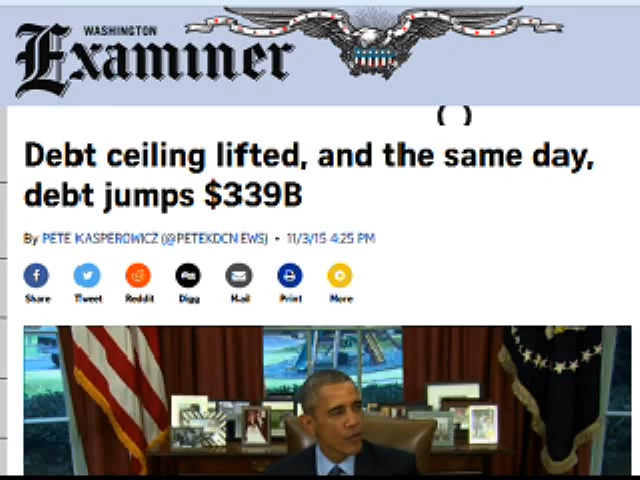 WASHINGTON
Examiner
( )
Debt ceiling lifted, and the same day,
debt jumps $339B
By PETE KASPEROWICZ (@PETEKDCNEWS) • 11/3/15 4:25 PM
Share Tweet Reddit Digg Mail Print More